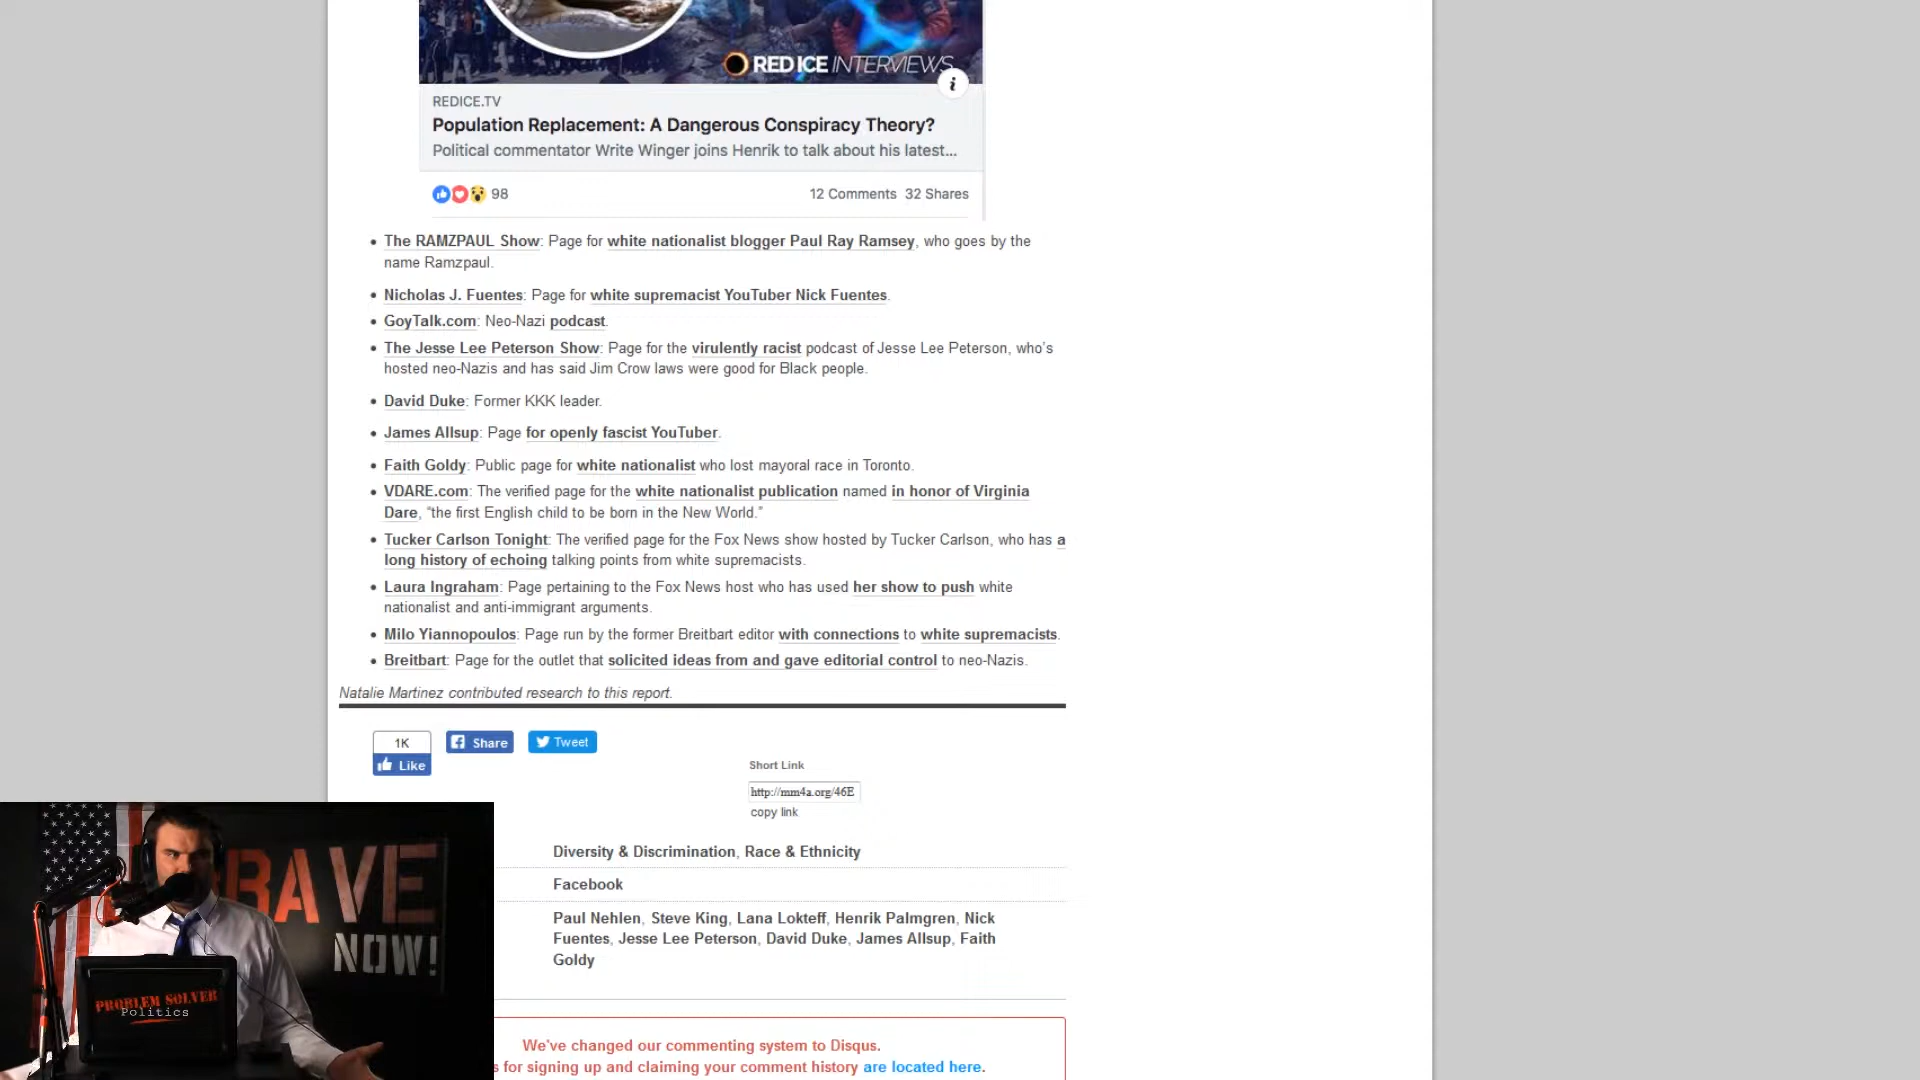 RED ICE INTERVIEWS
i
REDICE.TV
Population Replacement: A Dangerous Conspiracy Theory?
Political commentator Write Winger joins Henrik to talk about his latest...
98 12 Comments 32 Shares
• The RAMZPAUL Show: Page for white nationalist blogger Paul Ray Ramsey, who goes by the
name Ramzpaul.
• Nicholas J. Fuentes: Page for white supremacist YouTuber Nick Fuentes.
• GoyTalk.com: Neo-Nazi podcast.
• The Jesse Lee Peterson Show: Page for the virulently racist podcast of Jesse Lee Peterson, who's
hosted neo-Nazis and has said Jim Crow laws were good for Black people.
• David Duke: Former KKK leader.
• James Allsup: Page for openly fascist YouTuber.
• Faith Goldy: Public page for white nationalist who lost mayoral race in Toronto.
• VDARE.com: The verified page for the white nationalist publication named in honor of Virginia
Dare, “the first English child to be born in the New World.”
• Tucker Carlson Tonight: The verified page for the Fox News show hosted by Tucker Carlson, who has a
long history of echoing talking points from white supremacists.
• Laura Ingraham: Page pertaining to the Fox News host who has used her show to push white
nationalist and anti-immigrant arguments.
• Milo Yiannopoulos: Page run by the former Breitbart editor with connections to white supremacists.
• Breitbart: Page for the outlet that solicited ideas from and gave editorial control to neo-Nazis.
Natalie Martinez contributed research to this report.
1K
Like
Share
Tweet
Short Link
http://mm4a.org/46E
copy link
Diversity & Discrimination, Race & Ethnicity
Facebook
Paul Nehlen, Steve King, Lana Lokteff, Henrik Palmgren, Nick
Fuentes, Jesse Lee Peterson, David Duke, James Allsup, Faith
Goldy
We've changed our commenting system to Disqus.
s for signing up and claiming your comment history are located here.
BRAVE
NOW!
PROBLEM SOLVER
Politics